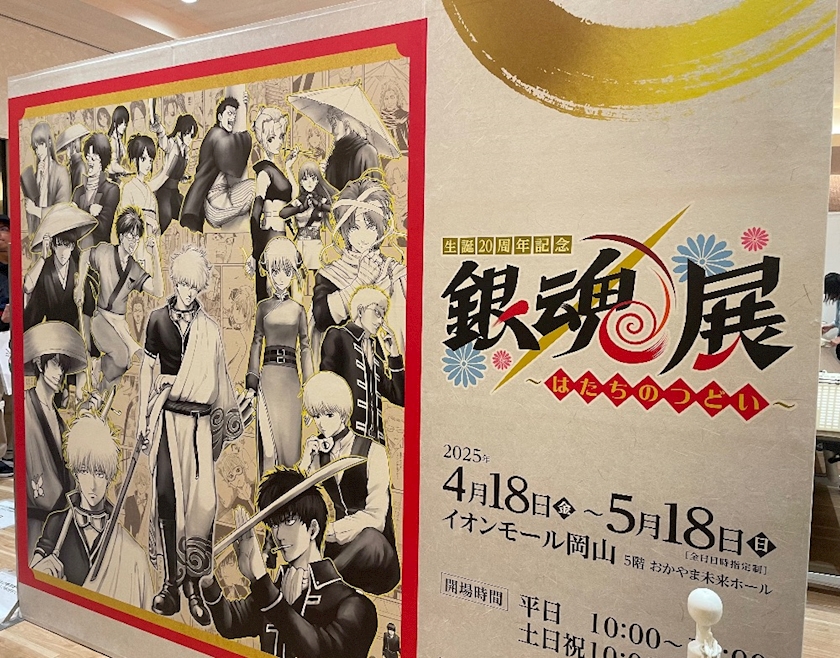 生誕20周年記念
銀魂展
～はたちのつどい～
2025年
4月18日金～5月18日日
[全日日時指定制]
イオンモール岡山 5階 おかやま未来ホール
開場時間 平日 10:00～
土日祝 10:00